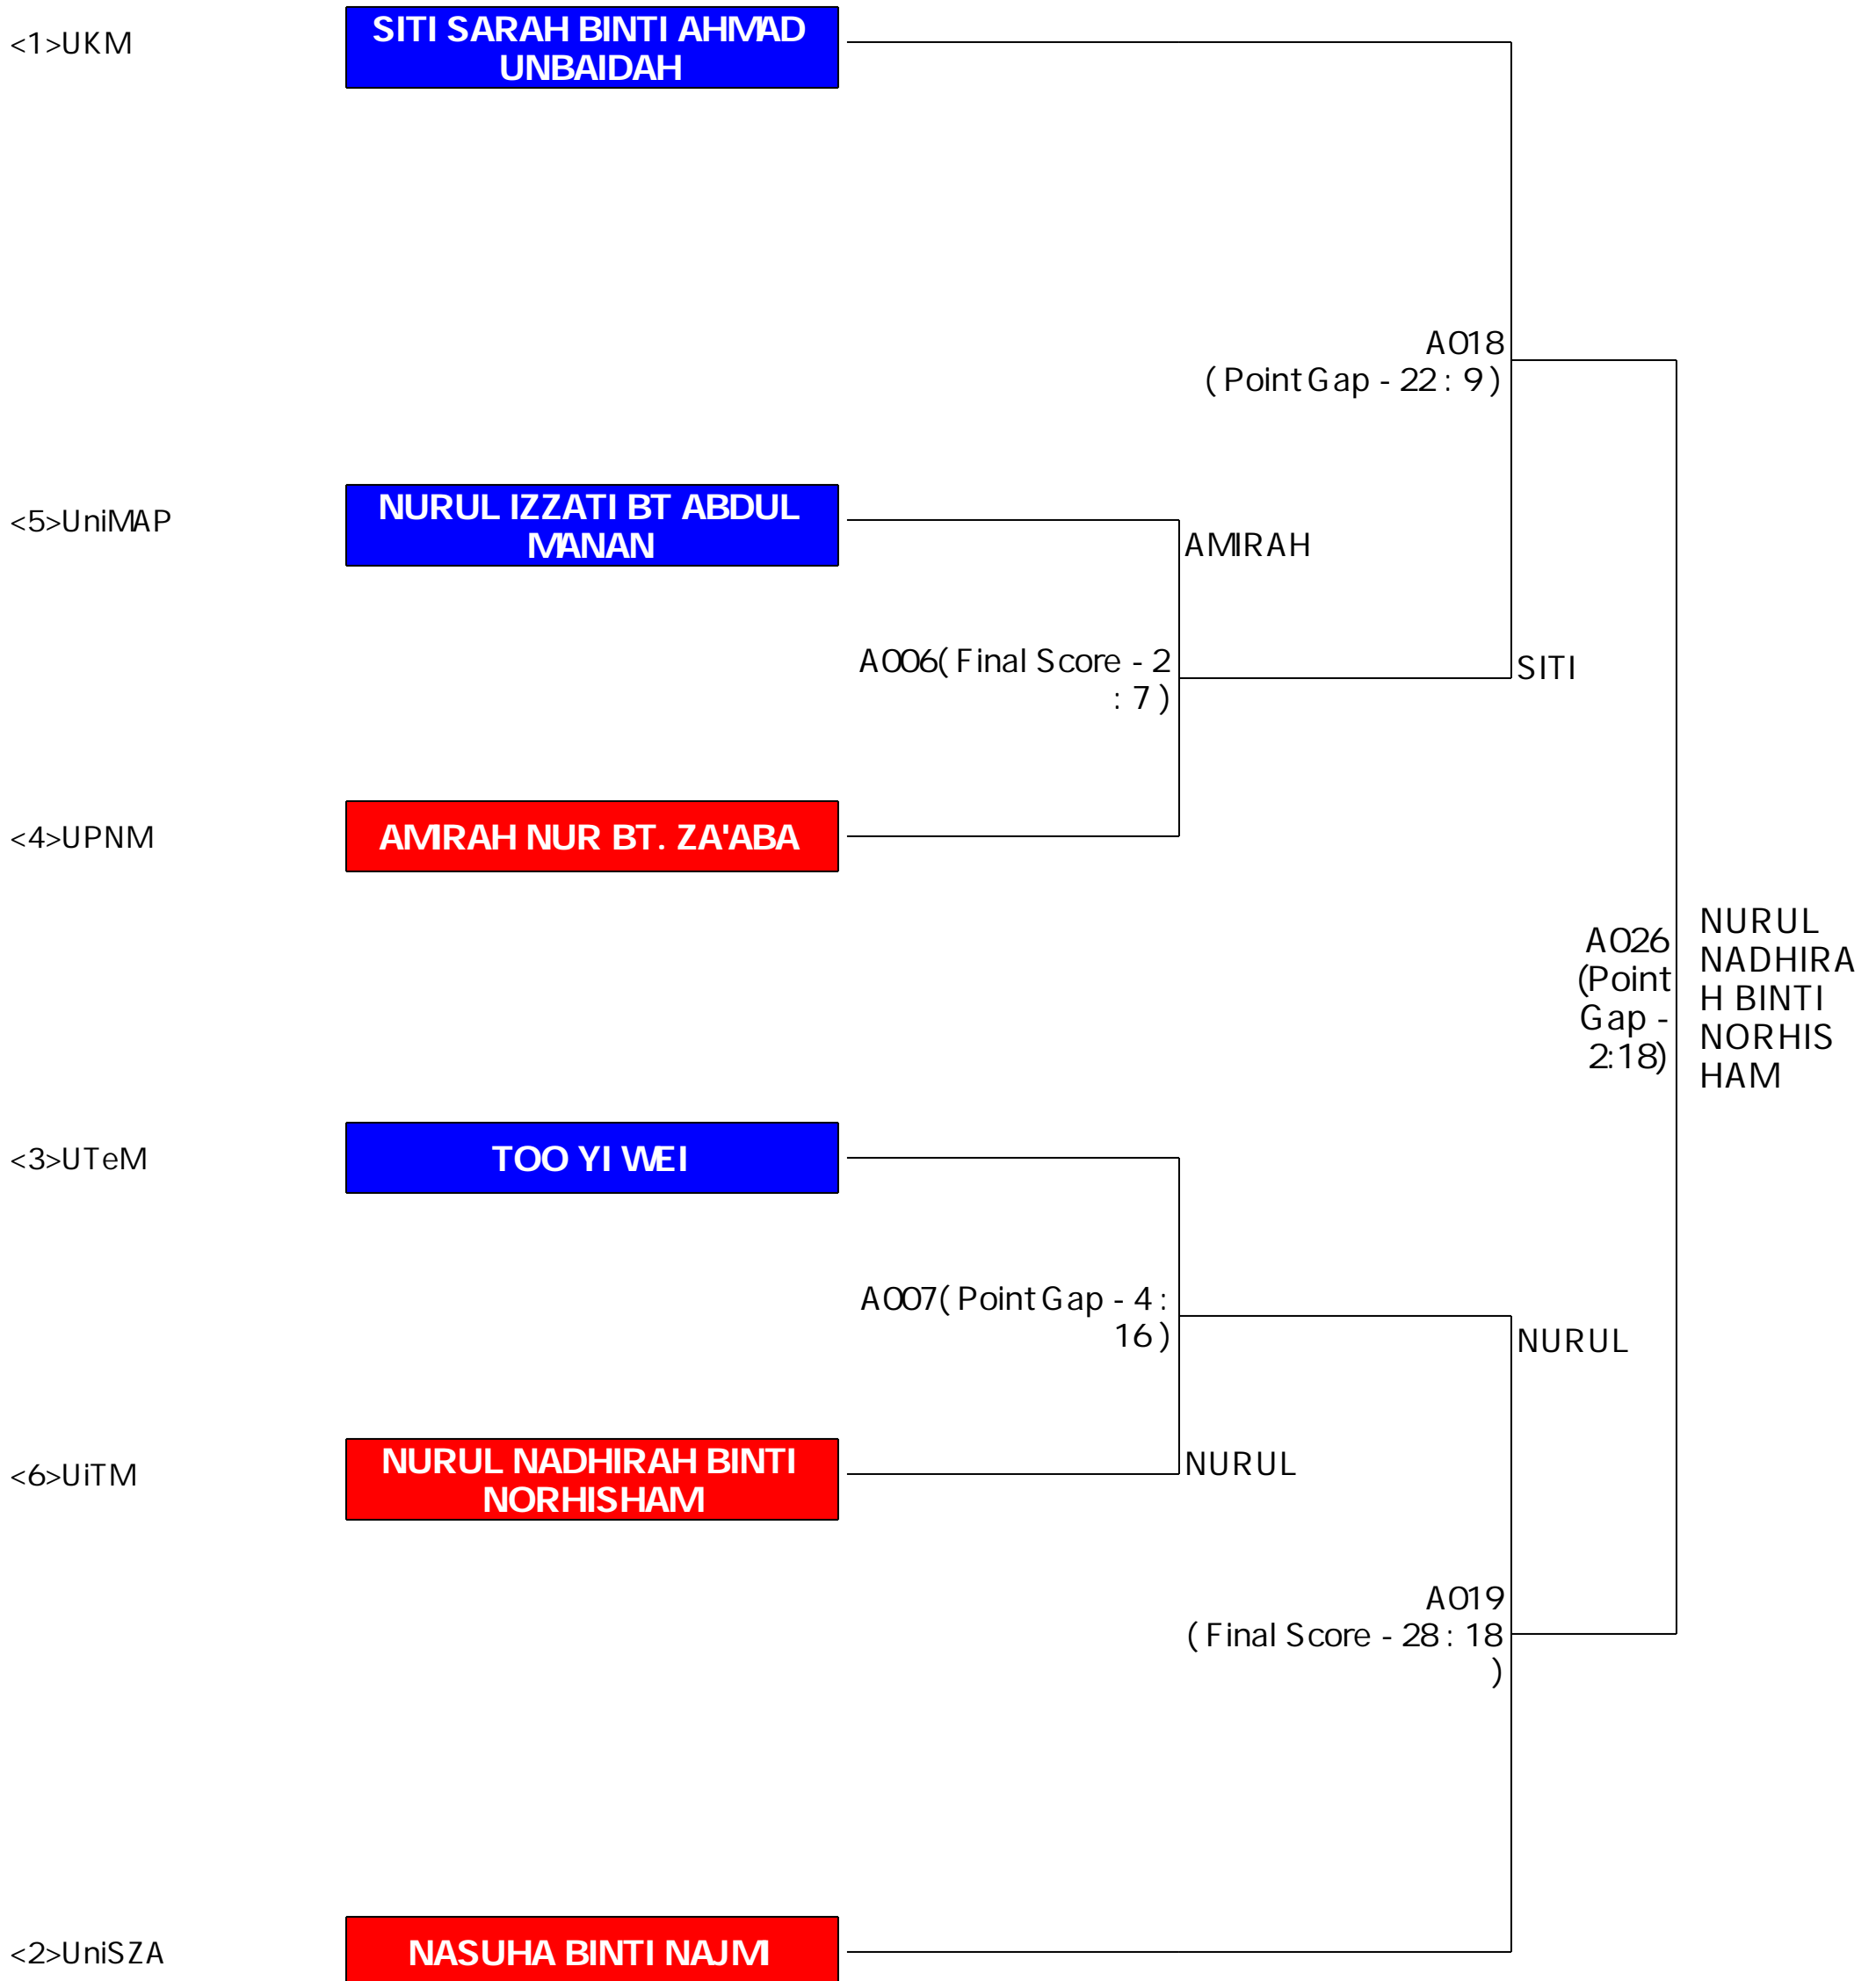 <1>UKM
SITI SARAH BINTI AHMAD
UNBAIDAH
A018
(Point Gap - 22 : 9 )
<5>UniMAP
NURUL IZZATI BT ABDUL
MANAN
AMIRAH
A006(Final Score - 2
: 7 )
SITI
<4>UPNM
AMIRAH NUR BT. ZA'ABA
A026
(Point
Gap -
2:18)
NURUL
NADHIRA
H BINTI
NORHIS
HAM
<3>UTeM
TOO YI WEI
A007(Point Gap - 4 :
16 )
NURUL
<6>UiTM
NURUL NADHIRAH BINTI
NORHISHAM
NURUL
A019
(Final Score - 28 : 18
)
<2>UniSZA
NASUHA BINTI NAJMI